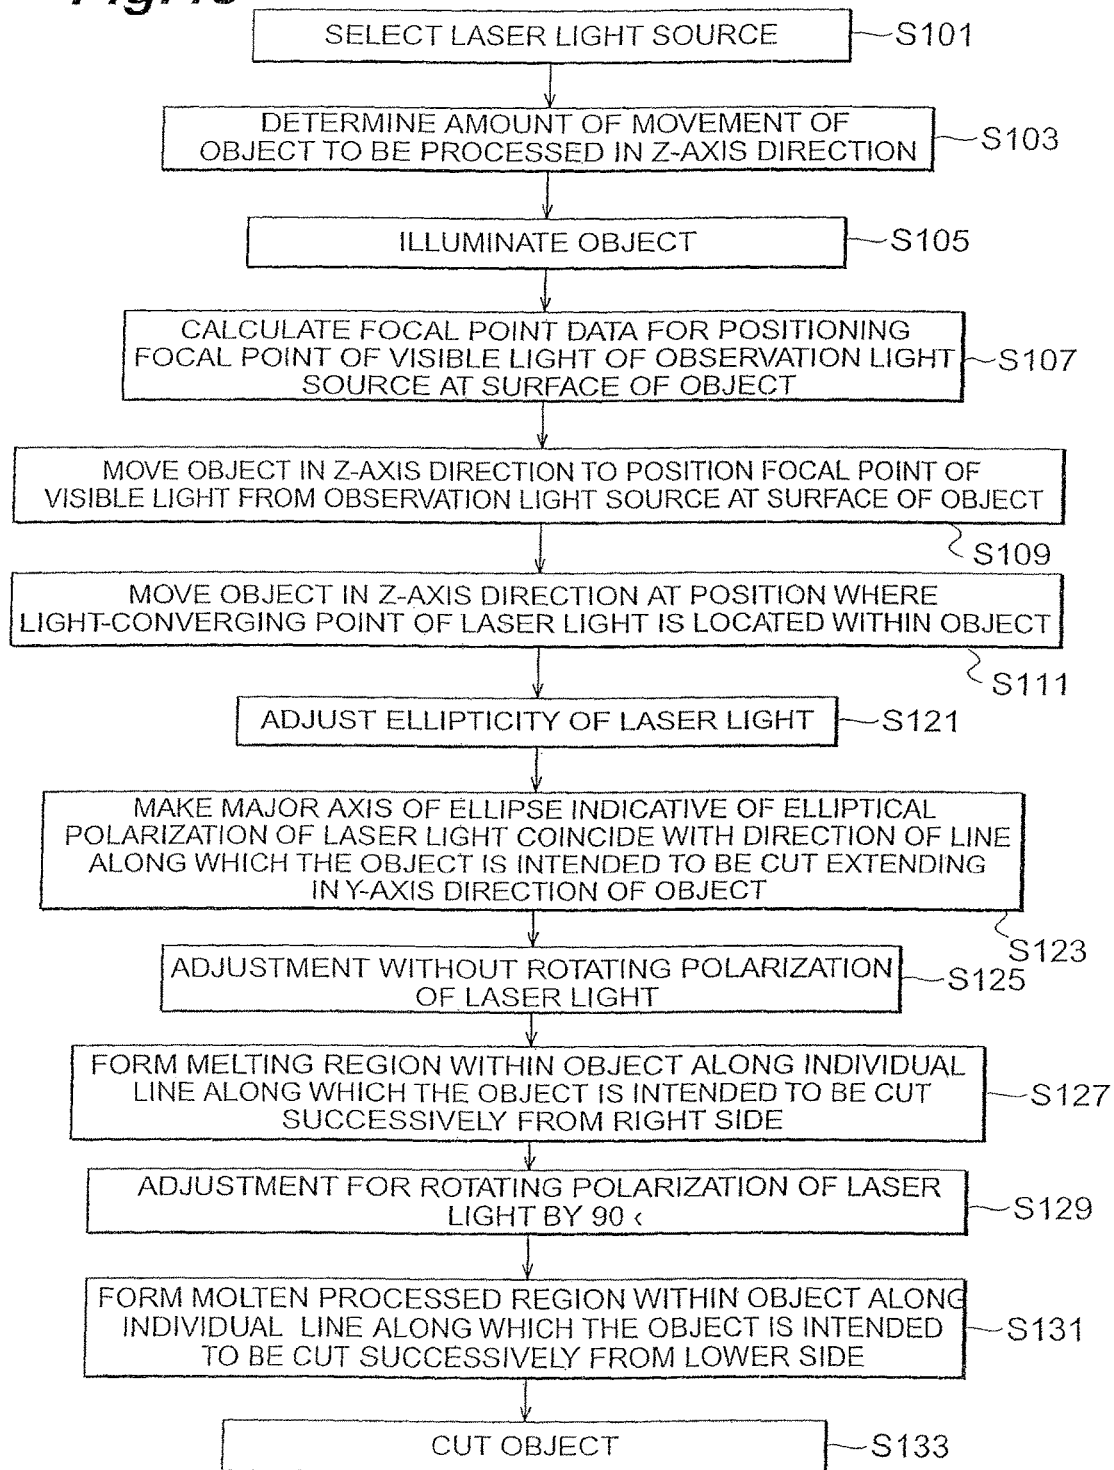 SELECT LASER LIGHT SOURCE
S101
DETERMINE AMOUNT OF MOVEMENT OF
OBJECT TO BE PROCESSED IN Z-AXIS DIRECTION
S103
ILLUMINATE OBJECT
S105
CALCULATE FOCAL POINT DATA FOR POSITIONING
FOCAL POINT OF VISIBLE LIGHT OF OBSERVATION LIGHT
SOURCE AT SURFACE OF OBJECT
S107
MOVE OBJECT IN Z-AXIS DIRECTION TO POSITION FOCAL POINT OF
VISIBLE LIGHT FROM OBSERVATION LIGHT SOURCE AT SURFACE OF OBJECT
S109
MOVE OBJECT IN Z-AXIS DIRECTION AT POSITION WHERE
LIGHT-CONVERGING POINT OF LASER LIGHT IS LOCATED WITHIN OBJECT
S111
ADJUST ELLIPTICITY OF LASER LIGHT
S121
MAKE MAJOR AXIS OF ELLIPSE INDICATIVE OF ELLIPTICAL
POLARIZATION OF LASER LIGHT COINCIDE WITH DIRECTION OF LINE
ALONG WHICH THE OBJECT IS INTENDED TO BE CUT EXTENDING
IN Y-AXIS DIRECTION OF OBJECT
S123
ADJUSTMENT WITHOUT ROTATING POLARIZATION
OF LASER LIGHT
S125
FORM MELTING REGION WITHIN OBJECT ALONG INDIVIDUAL
LINE ALONG WHICH THE OBJECT IS INTENDED TO BE CUT
SUCCESSIVELY FROM RIGHT SIDE
S127
ADJUSTMENT FOR ROTATING POLARIZATION OF LASER
LIGHT BY 90 ‹
S129
FORM MOLTEN PROCESSED REGION WITHIN OBJECT ALONG
INDIVIDUAL LINE ALONG WHICH THE OBJECT IS INTENDED
TO BE CUT SUCCESSIVELY FROM LOWER SIDE
S131
CUT OBJECT
S133